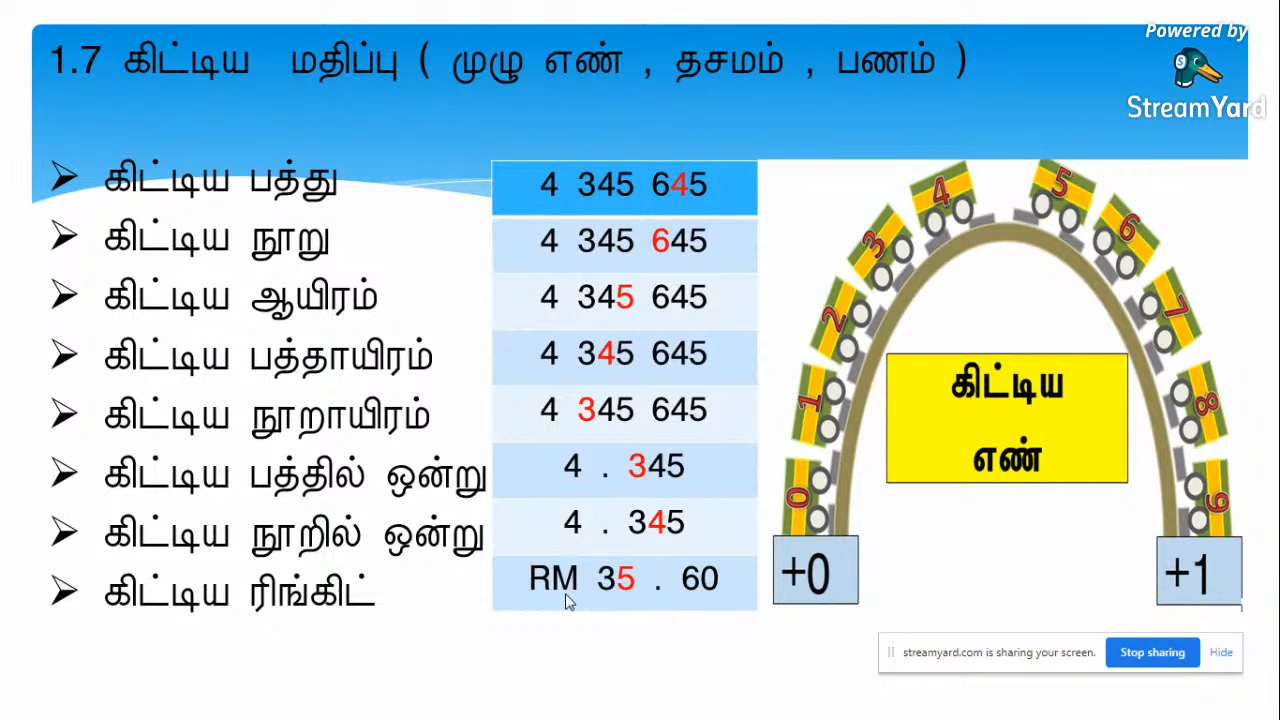 Powered by
StreamYard
1.7 கிட்டிய மதிப்பு ( முழு எண் , தசமம் , பணம் )
➢ கிட்டிய பத்து 4 345 645
➢ கிட்டிய நூறு 4 345 645
➢ கிட்டிய ஆயிரம் 4 345 645
➢ கிட்டிய பத்தாயிரம் 4 345 645
➢ கிட்டிய நூறாயிரம் 4 345 645
➢ கிட்டிய பத்தில் ஒன்று 4 . 345
➢ கிட்டிய நூறில் ஒன்று 4 . 345
➢ கிட்டிய ரிங்கிட் RM 35 . 60
0
1
2
3
4
5
6
7
8
9
கிட்டிய
எண்
+0
+1
streamyard.com is sharing your screen. Stop sharing Hide